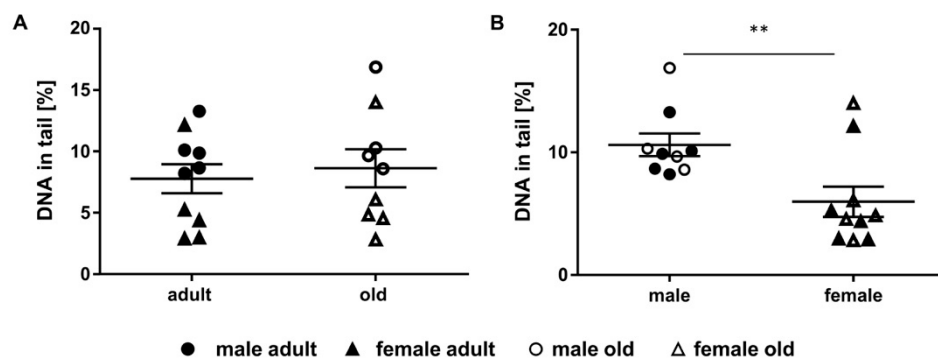 A
DNA in tail [%]
20
15
10
5
0
adult
old
B
**
DNA in tail [%]
20
10
0
male
female
male adult
female adult
male old
female old